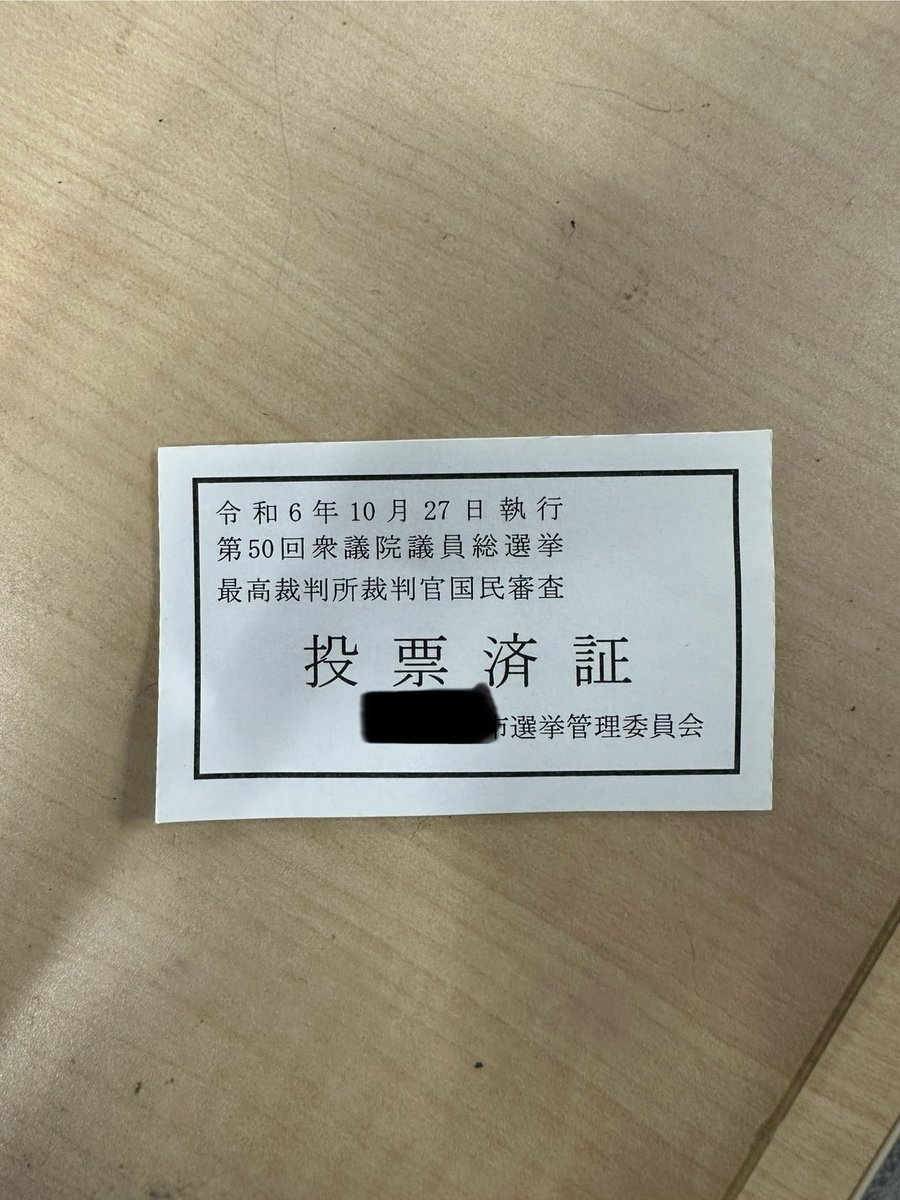 令和6年10月27日執行
第50回衆議院議員総選挙
最高裁判所裁判官国民審査
投票済証
市選挙管理委員会